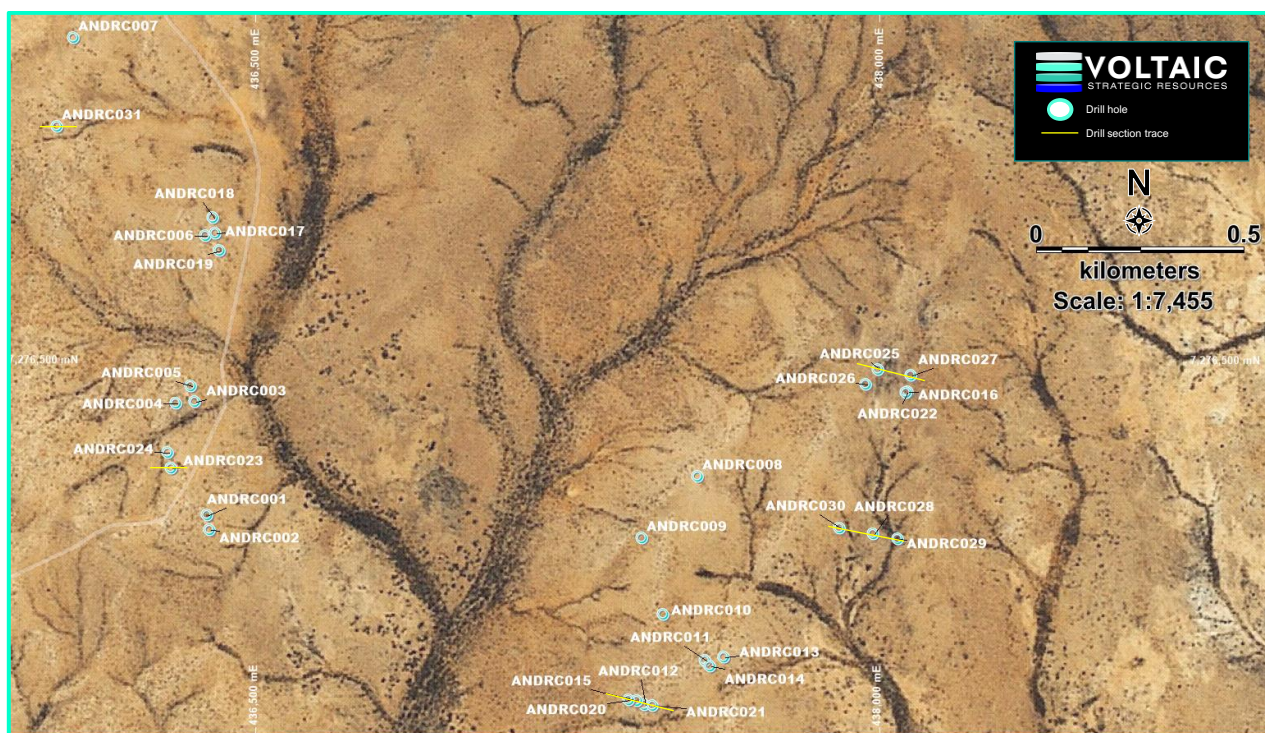 ANDRC007
436,500 mE
438,000 mE
VOLTAIC
STRATEGIC RESOURCES
Drill hole
Drill section trace
ANDRC031
N
ANDRC018
ANDRC006
ANDRC017
ANDRC019
0 0.5
kilometers
Scale: 1:7,455
7,276,500 mN
7,276,500 mN
ANDRC025
ANDRC027
ANDRC026
ANDRC016
ANDRC022
ANDRC005
ANDRC003
ANDRC004
ANDRC024
ANDRC023
ANDRC008
ANDRC001
ANDRC002
ANDRC030
ANDRC028
ANDRC009
ANDRC029
ANDRC010
ANDRC011
ANDRC013
ANDRC012
ANDRC014
ANDRC015
ANDRC020
ANDRC021
436,500 mE
438,000 mE